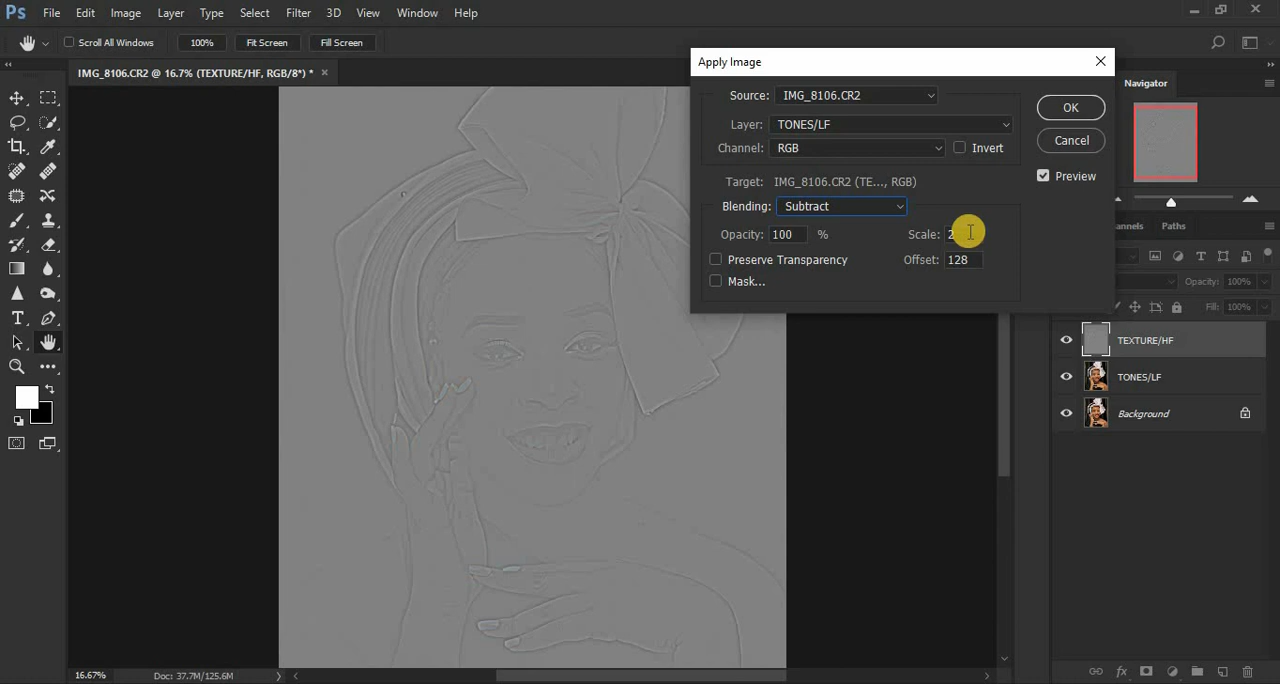 Ps File Edit Image Layer Type Select Filter 3D View Window Help
Scroll All Windows 100% Fit Screen Fill Screen
IMG_8106.CR2 @ 16.7% (TEXTURE/HF, RGB/8*) *
Apply Image
Source: IMG_8106.CR2
Layer: TONES/LF
Channel: RGB Invert
Target: IMG_8106.CR2 (TE..., RGB)
Blending: Subtract
Opacity: 100 % Scale: 2
Preserve Transparency Offset: 128
Mask...
OK
Cancel
Preview
Navigator
Paths
Opacity: 100%
Fill: 100%
TEXTURE/HF
TONES/LF
Background
16.67% Doc: 37.7M/125.6M